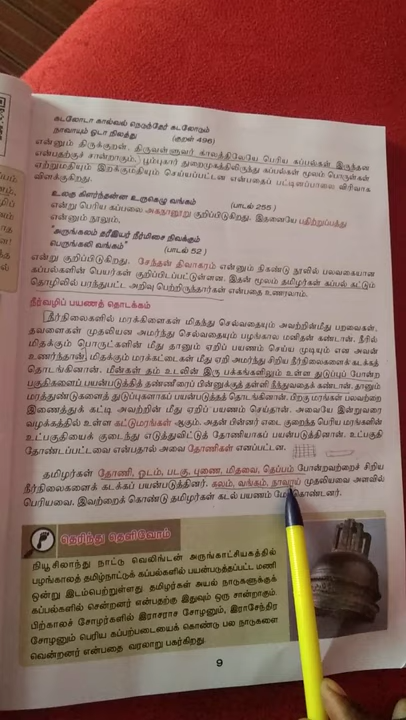 கடலோடா கால்வல் நெடுந்தேர் கடலோடும்
நாவாயும் ஓடா நிலத்து (குறள் 496)
என்னும் திருக்குறள், திருவள்ளுவர் காலத்திலேயே பெரிய கப்பல்கள் இருந்தன
என்பதற்குச் சான்றாகும். பூம்புகார் துறைமுகத்திலிருந்து கப்பல்கள் மூலம் பொருள்கள்
ஏற்றுமதியும் இறக்குமதியும் செய்யப்பட்டன என்பதைப் பட்டினப்பாலை விரிவாக
விளக்குகிறது.
உலகு கிளர்ந்தன்ன உருகெழு வங்கம் (பாடல் 255)
என்று பெரிய கப்பலை அகநானூறு குறிப்பிடுகிறது. இதனையே பதிற்றுப்பத்து
என்னும் நூல்,
"அருங்கலம் தரீஇயர் நீர்மிசை நிவக்கும்
பெருங்கலி வங்கம்" (பாடல் 52)
என்று குறிப்பிடுகிறது. சேந்தன் திவாகரம் என்னும் நிகண்டு நூலில் பலவகையான
கப்பல்களின் பெயர்கள் குறிப்பிடப்பட்டுள்ளன. இதன் மூலம் தமிழர்கள் கப்பல் கட்டும்
தொழிலில் பரந்துபட்ட அறிவு பெற்றிருந்தார்கள் என்பதை உணரலாம்.
நீர்வழிப் பயணத் தொடக்கம்
நீர்நிலைகளில் மரக்கிளைகள் மிதந்து செல்வதையும் அவற்றின்மீது பறவைகள்,
தவளைகள் முதலியன அமர்ந்து செல்வதையும் பழங்கால மனிதன் கண்டான். நீரில்
மிதக்கும் பொருட்களின் மீது தானும் ஏறிப் பயணம் செய்ய முடியும் என அவன்
உணர்ந்தான். மிதக்கும் மரக்கட்டைகள் மீது ஏறி அமர்ந்து சிறிய நீர்நிலைகளைக் கடக்கத்
தொடங்கினான். மீன்கள் தம் உடலின் இரு பக்கங்களிலும் உள்ள துடுப்புப் போன்ற
பகுதிகளைப் பயன்படுத்தித் தண்ணீரைப் பின்னுக்குத் தள்ளி நீந்துவதைக் கண்டான். தானும்
மரத்துண்டுகளைத் துடுப்புகளாகப் பயன்படுத்தத் தொடங்கினான். பிறகு மரங்கள் பலவற்றை
இணைத்துக் கட்டி அவற்றின் மீது ஏறிப் பயணம் செய்தான். அவையே இன்றுவரை
வழக்கத்தில் உள்ள கட்டுமரங்கள் ஆகும். அதன் பின்னர் எடை குறைந்த பெரிய மரங்களின்
உட்பகுதியைக் குடைந்து எடுத்துவிட்டுத் தோணியாகப் பயன்படுத்தினான். உட்பகுதி
தோண்டப்பட்டவை என்பதால் அவை தோணிகள் எனப்பட்டன.
தமிழர்கள் தோணி, ஓடம், படகு, புணை, மிதவை, தெப்பம் போன்றவற்றைச் சிறிய
நீர்நிலைகளைக் கடக்கப் பயன்படுத்தினர். கலம், வங்கம், நாவாய் முதலியவை அளவில்
பெரியவை. இவற்றைக் கொண்டு தமிழர்கள் கடல் பயணம் மேற்கொண்டனர்.
தெரிந்து தெளிவோம்
நியூசிலாந்து நாட்டு வெலிங்டன் அருங்காட்சியகத்தில்
பழங்காலத் தமிழ்நாட்டுக் கப்பல்களில் பயன்படுத்தப்பட்ட மணி
ஒன்று இடம்பெற்றுள்ளது. தமிழர்கள் அயல் நாடுகளுக்குக்
கப்பல்களில் சென்றனர் என்பதற்கு இதுவும் ஒரு சான்றாகும்.
பிற்காலச் சோழர்களில் இராசராச சோழனும், இராசேந்திர
சோழனும் பெரிய கப்பற்படையைக் கொண்டு பல நாடுகளை
வென்றனர் என்பதை வரலாறு பகர்கிறது.
9